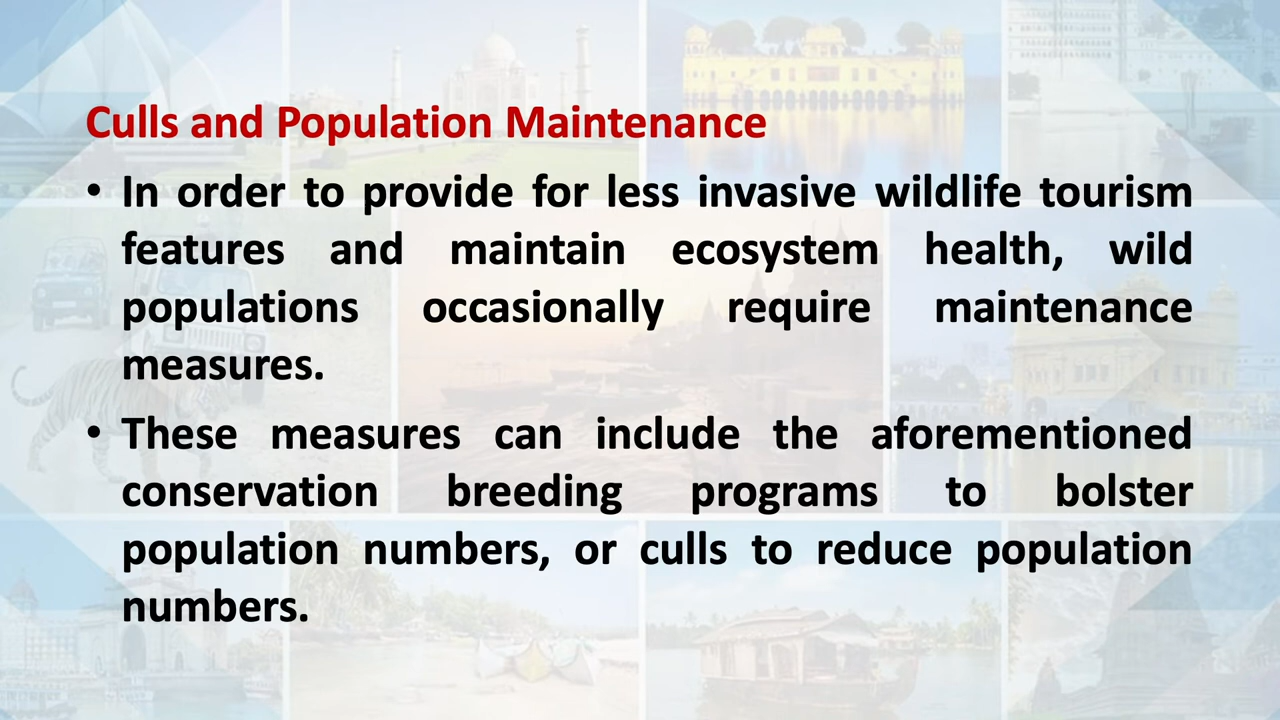 Culls and Population Maintenance
• In order to provide for less invasive wildlife tourism
features and maintain ecosystem health, wild
populations occasionally require maintenance
measures.
• These measures can include the aforementioned
conservation breeding programs to bolster
population numbers, or culls to reduce population
numbers.